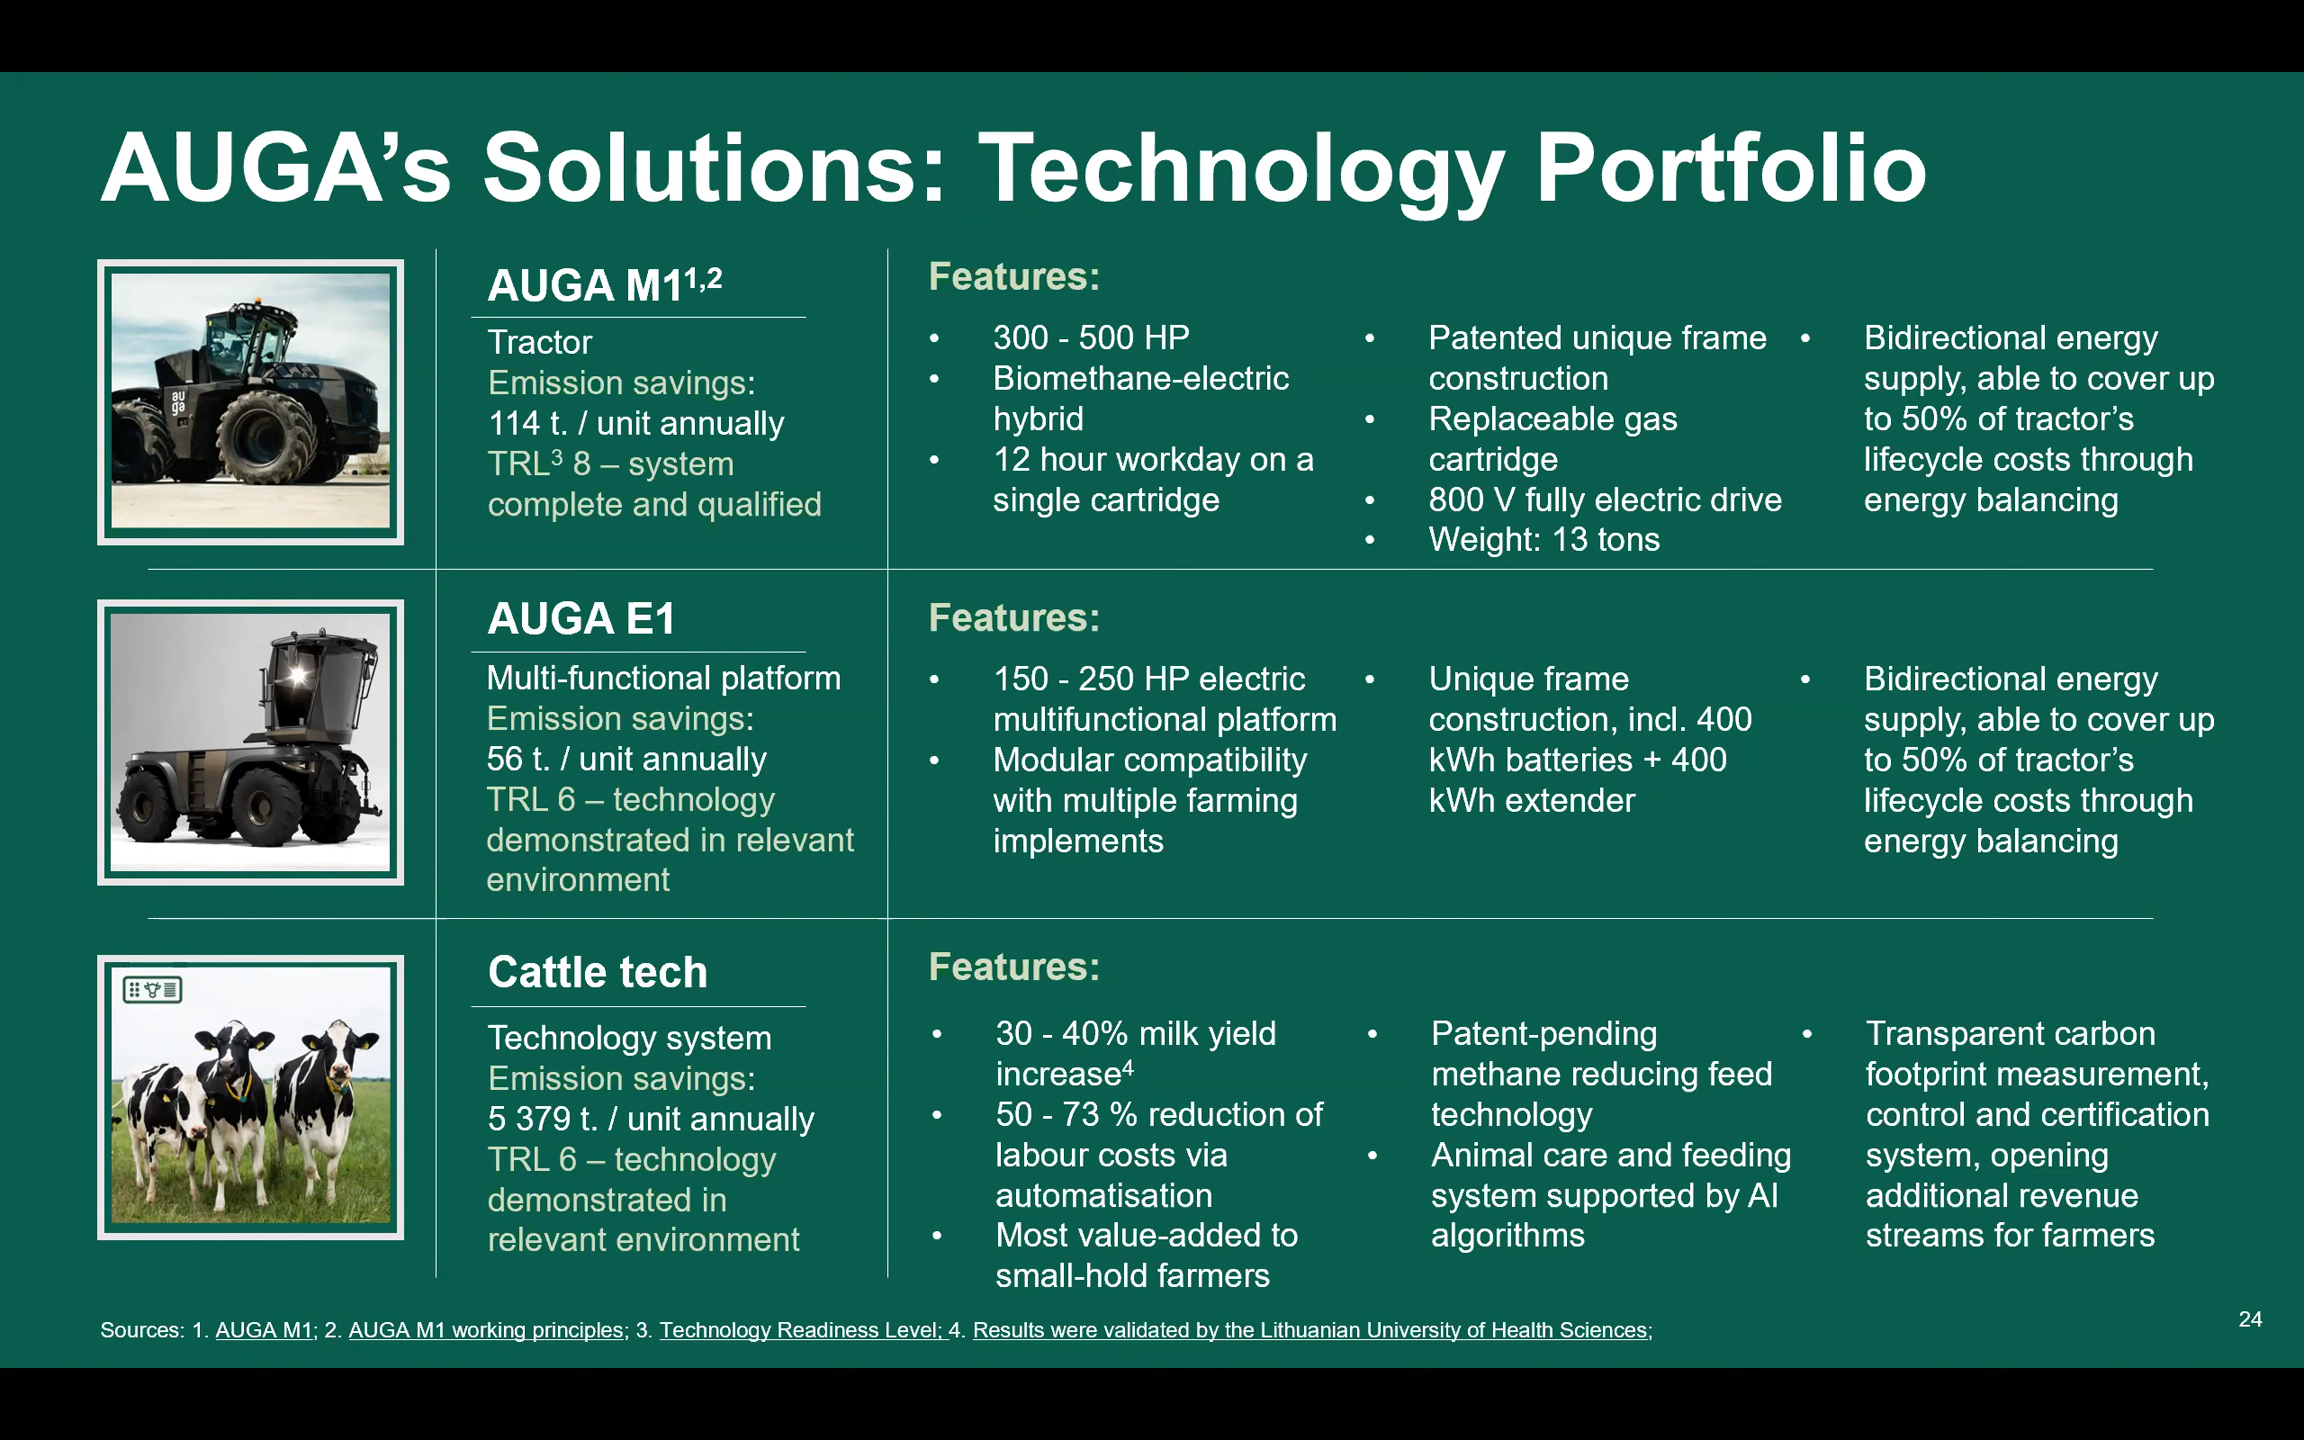 AUGA’s Solutions: Technology Portfolio
au
ga
AUGA M1¹,²
Tractor
Emission savings:
114 t. / unit annually
TRL³ 8 – system
complete and qualified
Features:
• 300 - 500 HP
• Biomethane-electric
hybrid
• 12 hour workday on a
single cartridge
• Patented unique frame
construction
• Replaceable gas
cartridge
• 800 V fully electric drive
• Weight: 13 tons
• Bidirectional energy
supply, able to cover up
to 50% of tractor’s
lifecycle costs through
energy balancing
AUGA E1
Multi-functional platform
Emission savings:
56 t. / unit annually
TRL 6 – technology
demonstrated in relevant
environment
Features:
• 150 - 250 HP electric
multifunctional platform
• Modular compatibility
with multiple farming
implements
• Unique frame
construction, incl. 400
kWh batteries + 400
kWh extender
• Bidirectional energy
supply, able to cover up
to 50% of tractor’s
lifecycle costs through
energy balancing
Cattle tech
Technology system
Emission savings:
5 379 t. / unit annually
TRL 6 – technology
demonstrated in
relevant environment
Features:
• 30 - 40% milk yield
increase⁴
• 50 - 73 % reduction of
labour costs via
automatisation
• Most value-added to
small-hold farmers
• Patent-pending
methane reducing feed
technology
• Animal care and feeding
system supported by AI
algorithms
• Transparent carbon
footprint measurement,
control and certification
system, opening
additional revenue
streams for farmers
Sources: 1. AUGA M1; 2. AUGA M1 working principles; 3. Technology Readiness Level; 4. Results were validated by the Lithuanian University of Health Sciences;
24